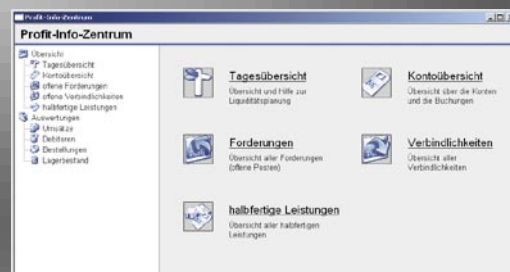 Profit-Info-Zentrum
Profit-Info-Zentrum
Übersicht
Tagesübersicht
Kontoübersicht
offene Forderungen
offene Verbindlichkeiten
halbfertige Leistungen
Auswertungen
Umsätze
Debitoren
Bestellungen
Lagerbestand
Tagesübersicht
Übersicht und Hilfe zur
Liquiditätsplanung
Kontoübersicht
Übersicht über die Konten
und die Buchungen
Forderungen
Übersicht aller Forderungen
(offene Posten)
Verbindlichkeiten
Übersicht aller
Verbindlichkeiten
halbfertige Leistungen
Übersicht aller halbfertigen
Leistungen